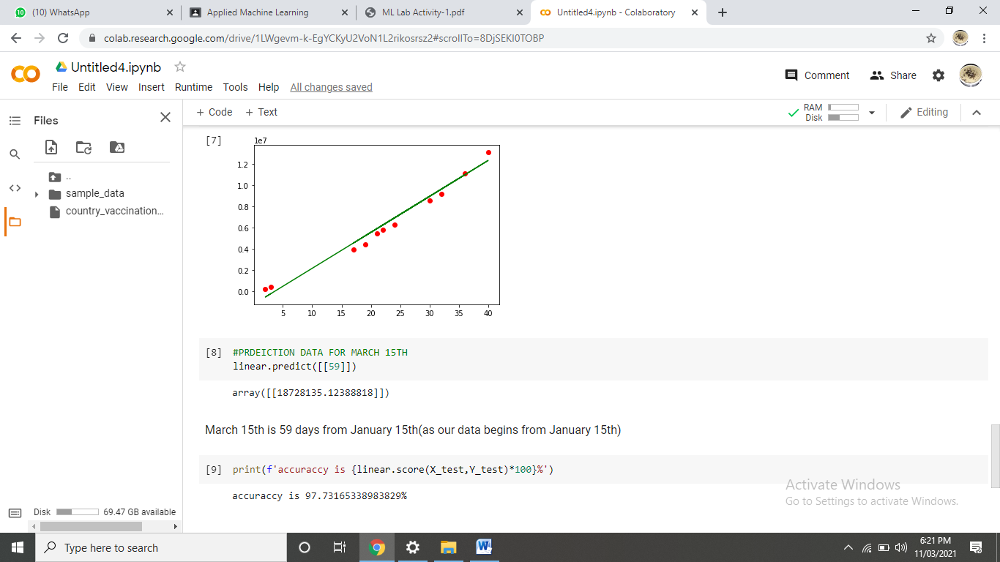 (10) WhatsApp
Applied Machine Learning
ML Lab Activity-1.pdf
Untitled4.ipynb - Colaboratory
colab.research.google.com/drive/1LWgevm-k-EgYCKyU2VoN1L2rikosrsz2#scrollTo=8DjSEKI0TOBP
Untitled4.ipynb
File Edit View Insert Runtime Tools Help All changes saved
Comment Share
Files
+ Code + Text
RAM
Disk
Editing
..
sample_data
country_vaccination...
[7]
1e7
1.2
1.0
0.8
0.6
0.4
0.2
0.0
5 10 15 20 25 30 35 40
[8] #PRDEICTION DATA FOR MARCH 15TH
linear.predict([[59]])
array([[18728135.12388818]])
March 15th is 59 days from January 15th(as our data begins from January 15th)
[9] print(f'accuraccy is {linear.score(X_test,Y_test)*100}%')
accuraccy is 97.73165338983829%
Activate Windows
Go to Settings to activate Windows.
Disk 69.47 GB available
Type here to search
6:21 PM
11/03/2021